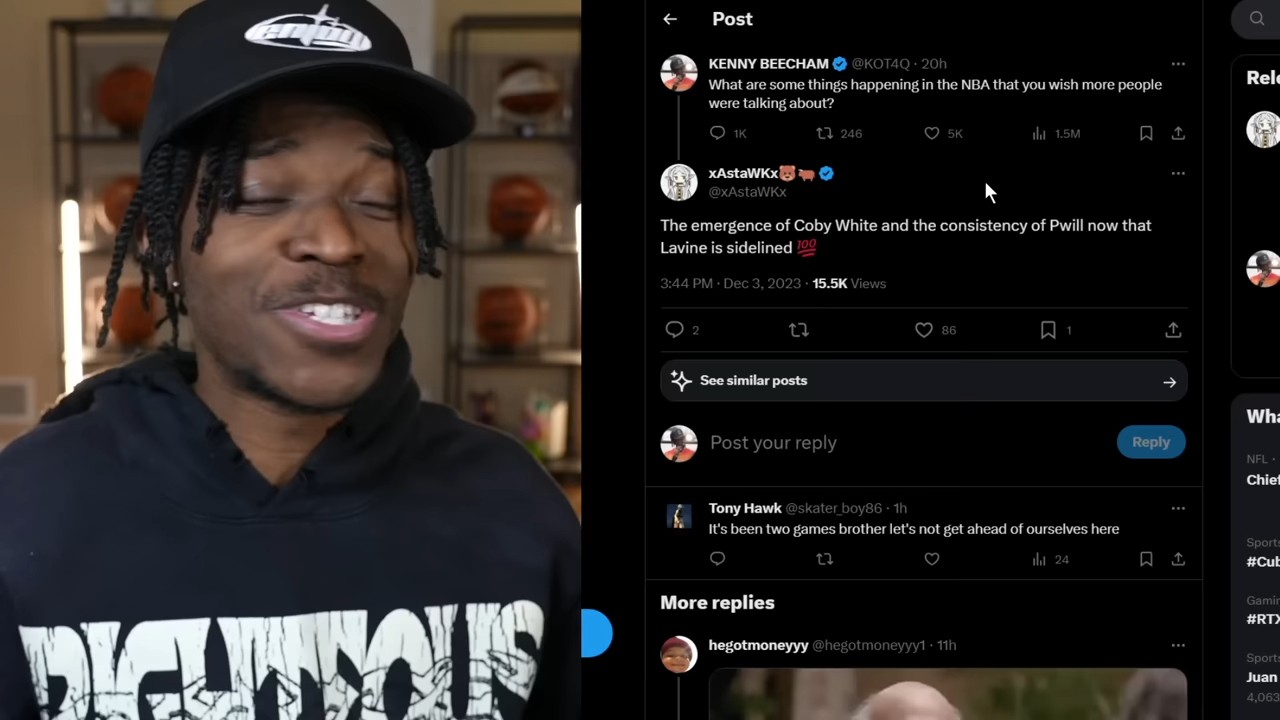 enjoy
RIGHTEOUS
Post
KENNY BEECHAM @KOT4Q · 20h
What are some things happening in the NBA that you wish more people
were talking about?
1K 246 5K 1.5M
xAstaWKx🐻🐂
@xAstaWKx
The emergence of Coby White and the consistency of Pwill now that
Lavine is sidelined 💯
3:44 PM · Dec 3, 2023 · 15.5K Views
2 86 1
See similar posts
Post your reply
Reply
Tony Hawk @skater_boy86 · 1h
It's been two games brother let's not get ahead of ourselves here
24
More replies
hegotmoneyyy @hegotmoneyyy1 · 11h
Rele
Wha
NFL ·
Chief
Sports
#Cub
Gamin
#RTX
Sports
Juan
4,063